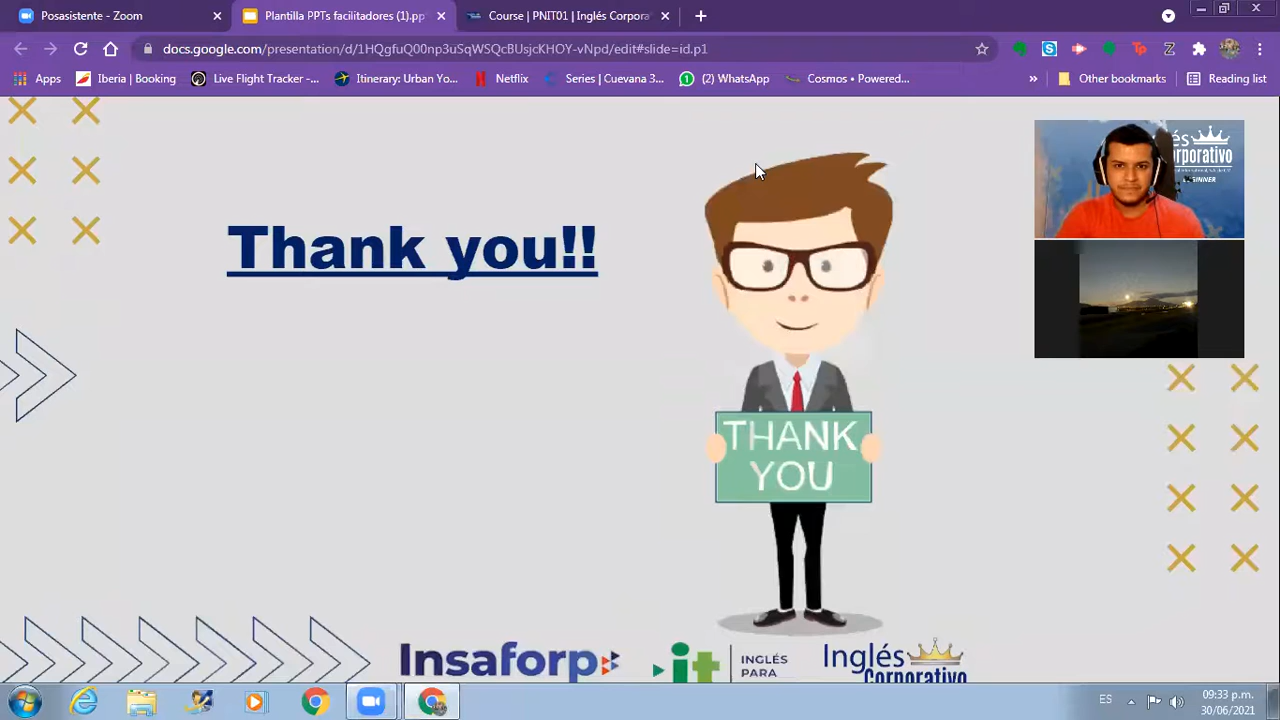 Posasistente - Zoom
Plantilla PPTs facilitadores (1).pp
Course | PNIT01 | Inglés Corpora
docs.google.com/presentation/d/1HQgfuQ00np3uSqWSQcBUsjcKHOY-vNpd/edit#slide=id.p1
Apps
Iberia | Booking
Live Flight Tracker -...
Itinerary: Urban Yo...
Netflix
Series | Cuevana 3...
(2) WhatsApp
Cosmos • Powered...
»
Other bookmarks
Reading list
Thank you!!
THANK
YOU
Insaforp
it
INGLÉS
PARA
Inglés
Corporativo
ES
09:33 p.m.
30/06/2021